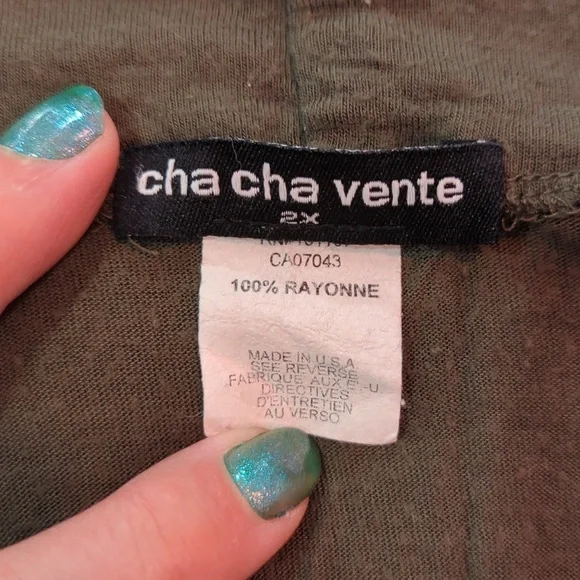 cha cha vente
2X
CA07043
100% RAYONNE
MADE IN U.S.A
SEE REVERSE
FABRIQUE AUX E.-U
DIRECTIVES
D'ENTRETIEN
AU VERSO